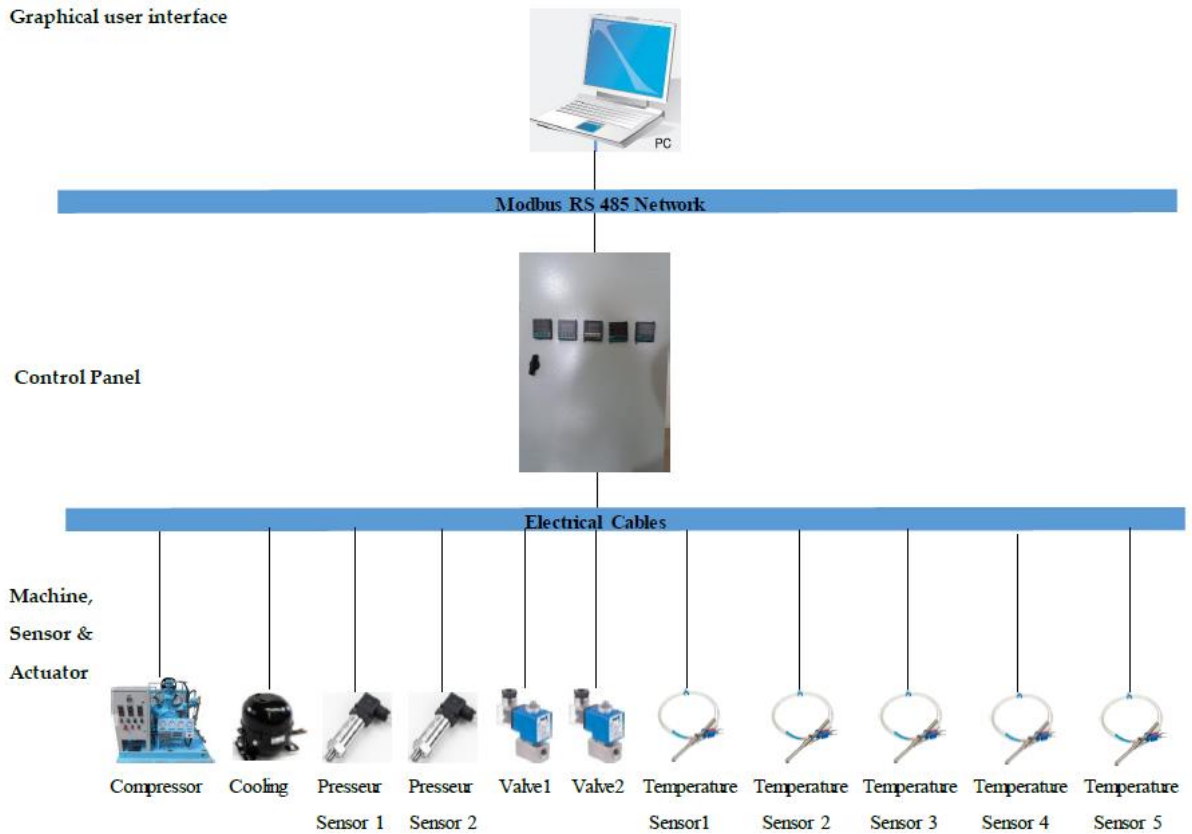 Graphical user interface
PC
Modbus RS 485 Network
Control Panel
Electrical Cables
Machine,
Sensor &
Actuator
Compressor Cooling Presseur Presseur Valve1 Valve2 Temperature Temperature Temperature Temperature Temperature
Sensor 1 Sensor 2 Sensor1 Sensor 2 Sensor 3 Sensor 4 Sensor 5